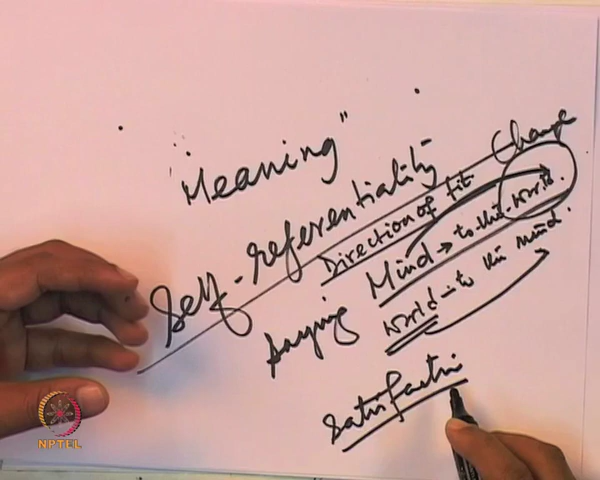 "Meaning"
Self-referentiality
Change
Direction of fit
Saying Mind → to the world.
World → to the mind.
Satisfaction
NPTEL